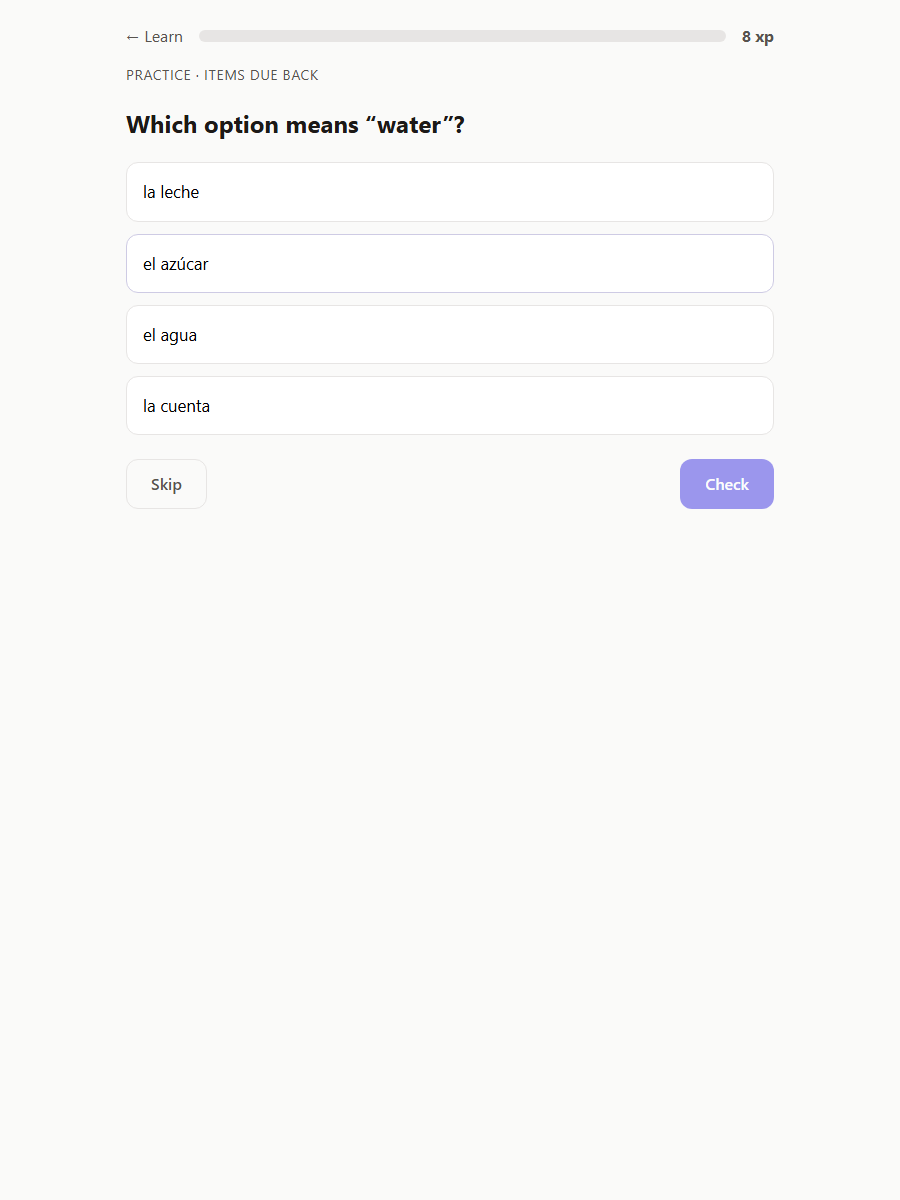 ← Learn 8 xp
PRACTICE · ITEMS DUE BACK
Which option means “water”?
la leche
el azúcar
el agua
la cuenta
Skip Check